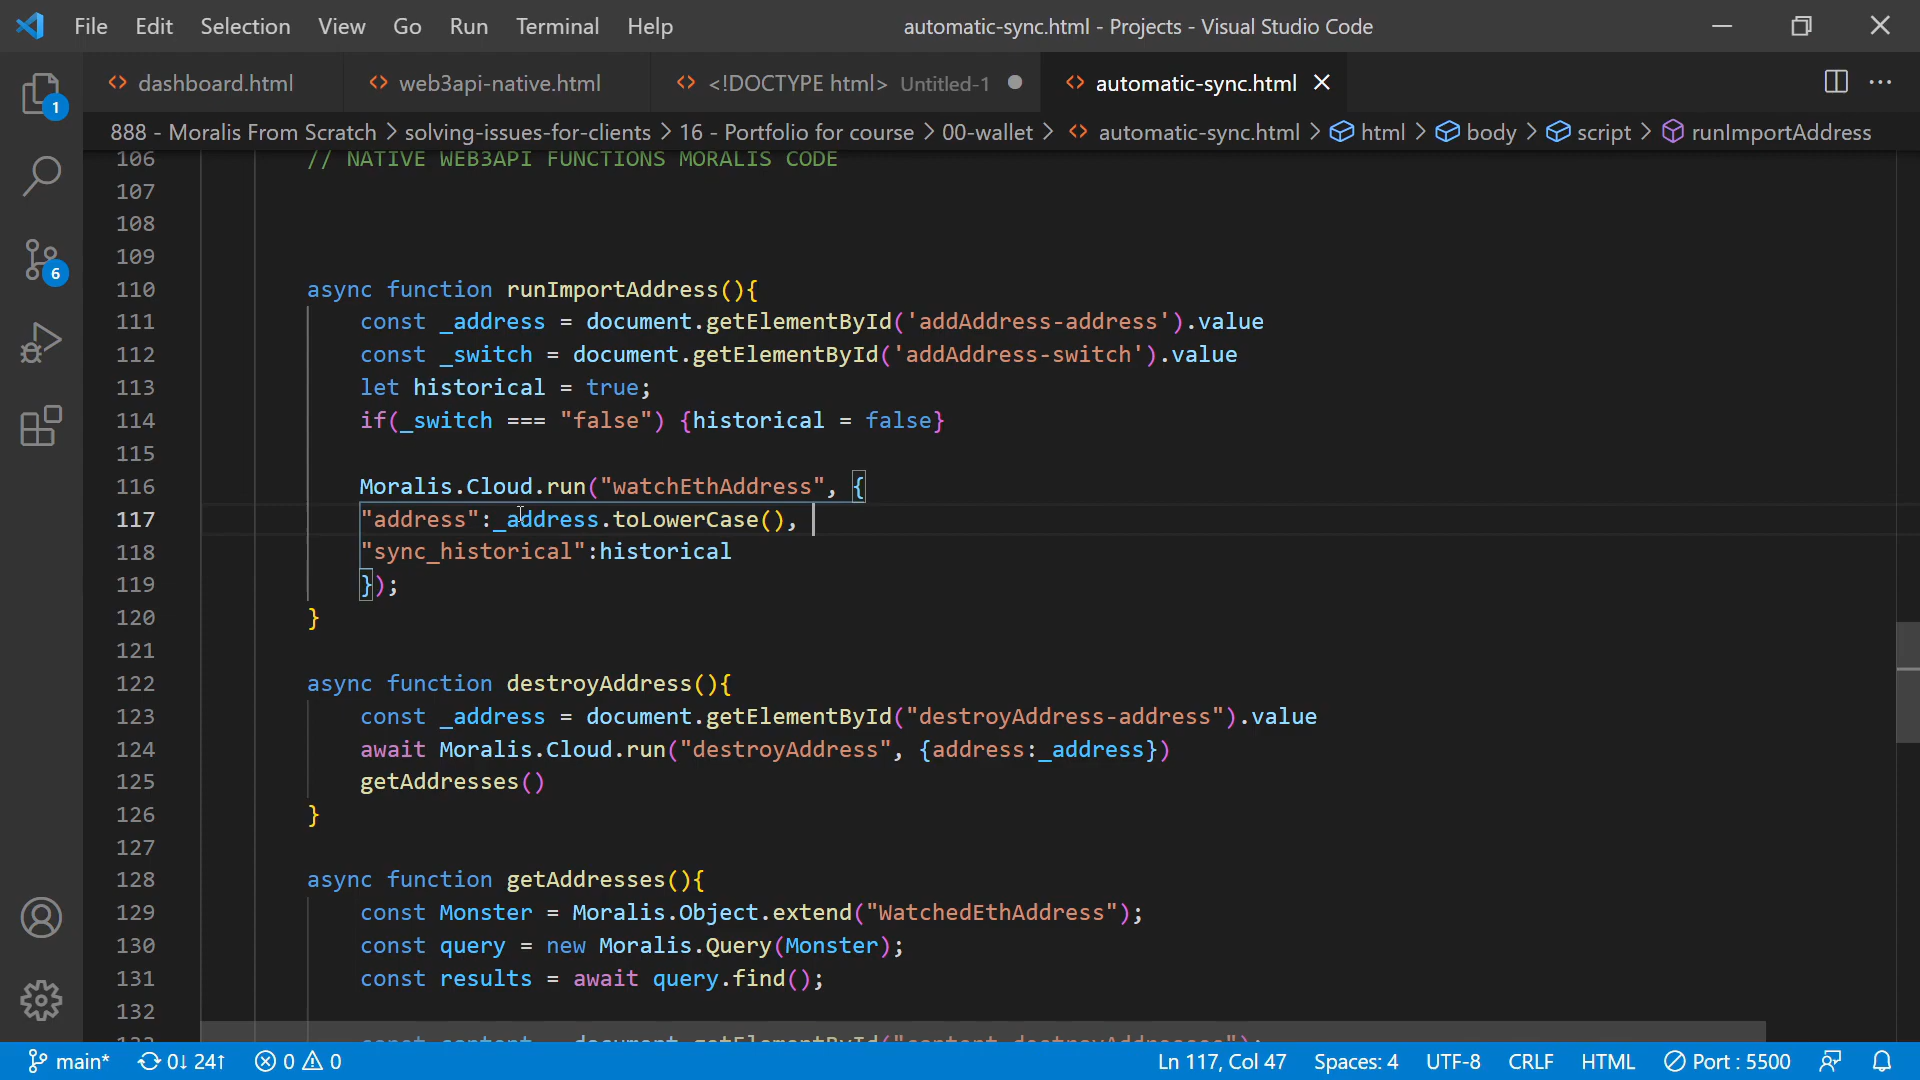 File Edit Selection View Go Run Terminal Help automatic-sync.html - Projects - Visual Studio Code
dashboard.html web3api-native.html <!DOCTYPE html> Untitled-1 automatic-sync.html
888 - Moralis From Scratch > solving-issues-for-clients > 16 - Portfolio for course > 00-wallet > automatic-sync.html > html > body > script > runImportAddress
106 // NATIVE WEB3API FUNCTIONS MORALIS CODE
107
108
109
110 async function runImportAddress(){
111 const _address = document.getElementById('addAddress-address').value
112 const _switch = document.getElementById('addAddress-switch').value
113 let historical = true;
114 if(_switch === "false") {historical = false}
115
116 Moralis.Cloud.run("watchEthAddress", {
117 "address":_address.toLowerCase(),
118 "sync_historical":historical
119 });
120 }
121
122 async function destroyAddress(){
123 const _address = document.getElementById("destroyAddress-address").value
124 await Moralis.Cloud.run("destroyAddress", {address:_address})
125 getAddresses()
126 }
127
128 async function getAddresses(){
129 const Monster = Moralis.Object.extend("WatchedEthAddress");
130 const query = new Moralis.Query(Monster);
131 const results = await query.find();
132
1
6
main* 0↓ 24↑ 0 0 Ln 117, Col 47 Spaces: 4 UTF-8 CRLF HTML Port : 5500